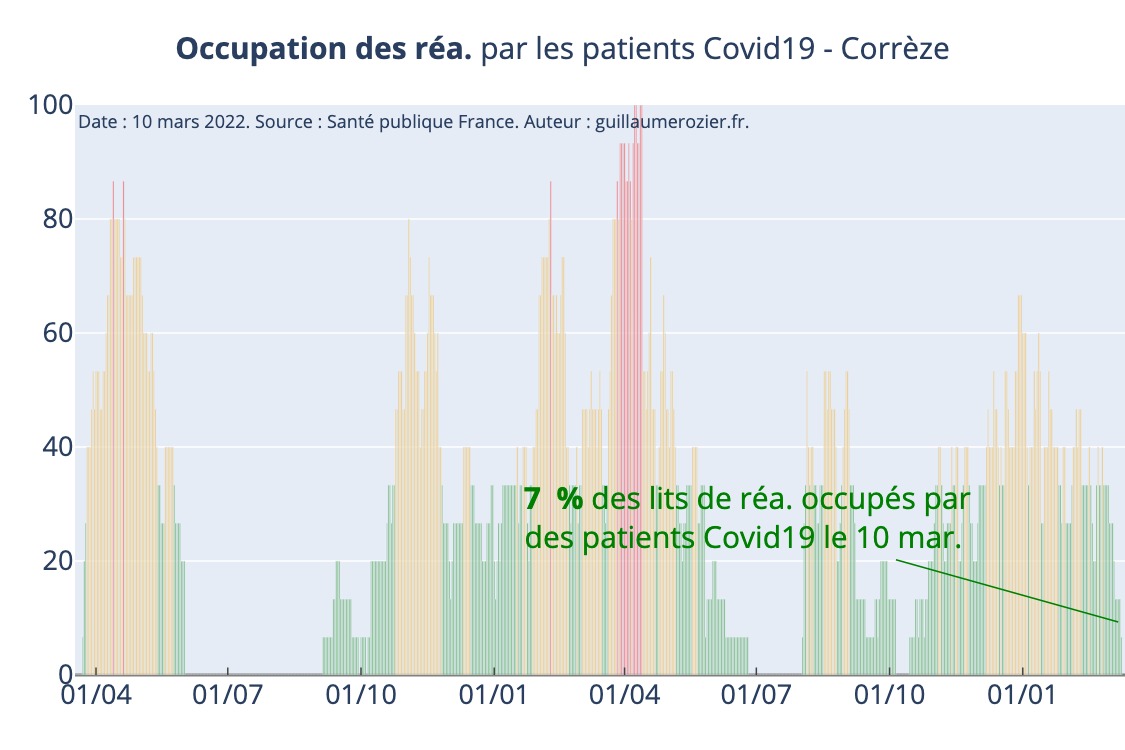 Occupation des réa. par les patients Covid19 - Corrèze
100
Date : 10 mars 2022. Source : Santé publique France. Auteur : guillaumerozier.fr.
80
60
40
7 % des lits de réa. occupés par
des patients Covid19 le 10 mar.
20
0
01/04 01/07 01/10 01/01 01/04 01/07 01/10 01/01